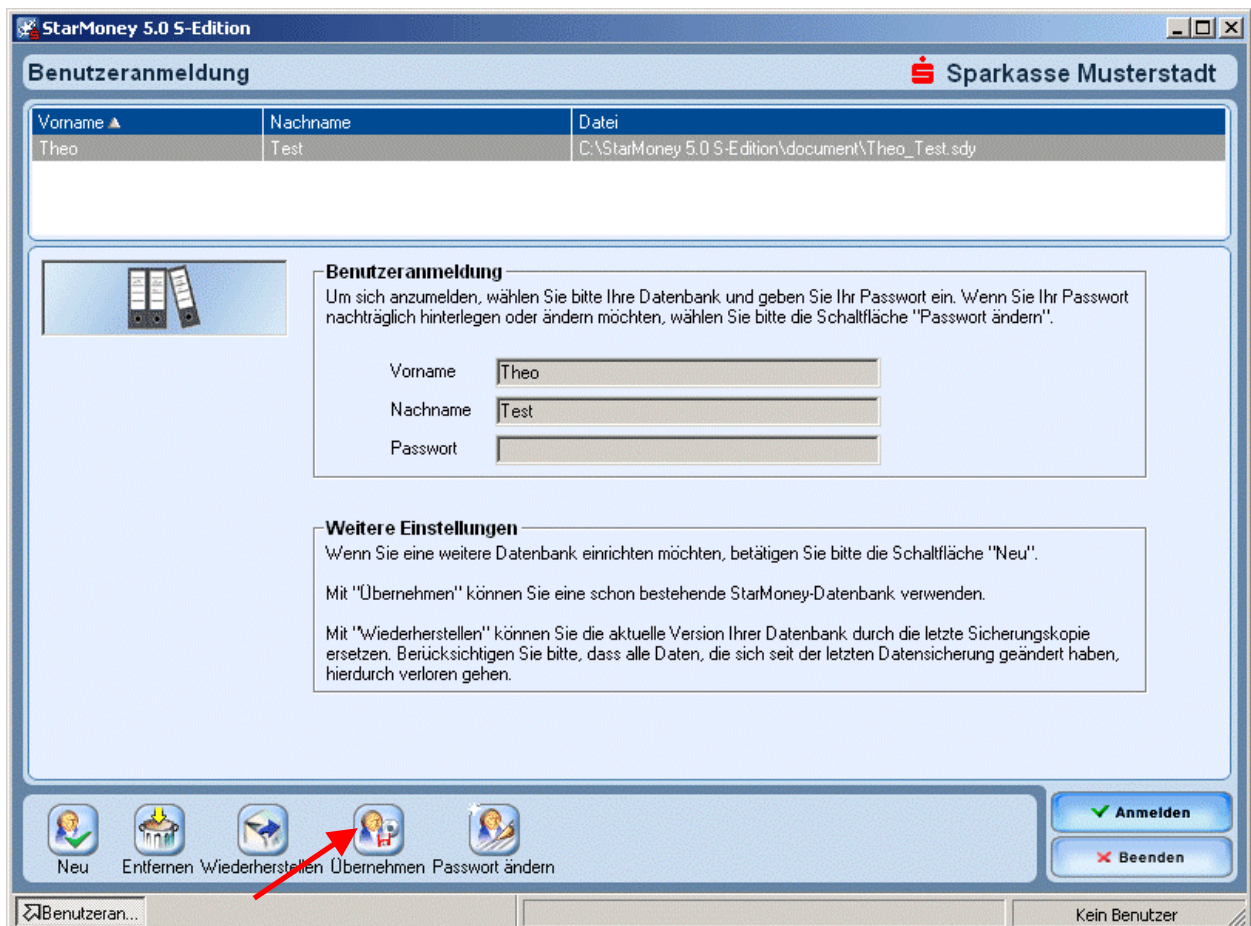 StarMoney 5.0 S-Edition
Benutzeranmeldung
Sparkasse Musterstadt
Vorname Nachname Datei
Theo Test C:\StarMoney 5.0 S-Edition\document\Theo_Test.sdy
Benutzeranmeldung
Um sich anzumelden, wählen Sie bitte Ihre Datenbank und geben Sie Ihr Passwort ein. Wenn Sie Ihr Passwort
nachträglich hinterlegen oder ändern möchten, wählen Sie bitte die Schaltfläche "Passwort ändern".
Vorname Theo
Nachname Test
Passwort
Weitere Einstellungen
Wenn Sie eine weitere Datenbank einrichten möchten, betätigen Sie bitte die Schaltfläche "Neu".
Mit "Übernehmen" können Sie eine schon bestehende StarMoney-Datenbank verwenden.
Mit "Wiederherstellen" können Sie die aktuelle Version Ihrer Datenbank durch die letzte Sicherungskopie
ersetzen. Berücksichtigen Sie bitte, dass alle Daten, die sich seit der letzten Datensicherung geändert haben,
hierdurch verloren gehen.
Anmelden
Beenden
Neu Entfernen Wiederherstellen Übernehmen Passwort ändern
Benutzeran... Kein Benutzer